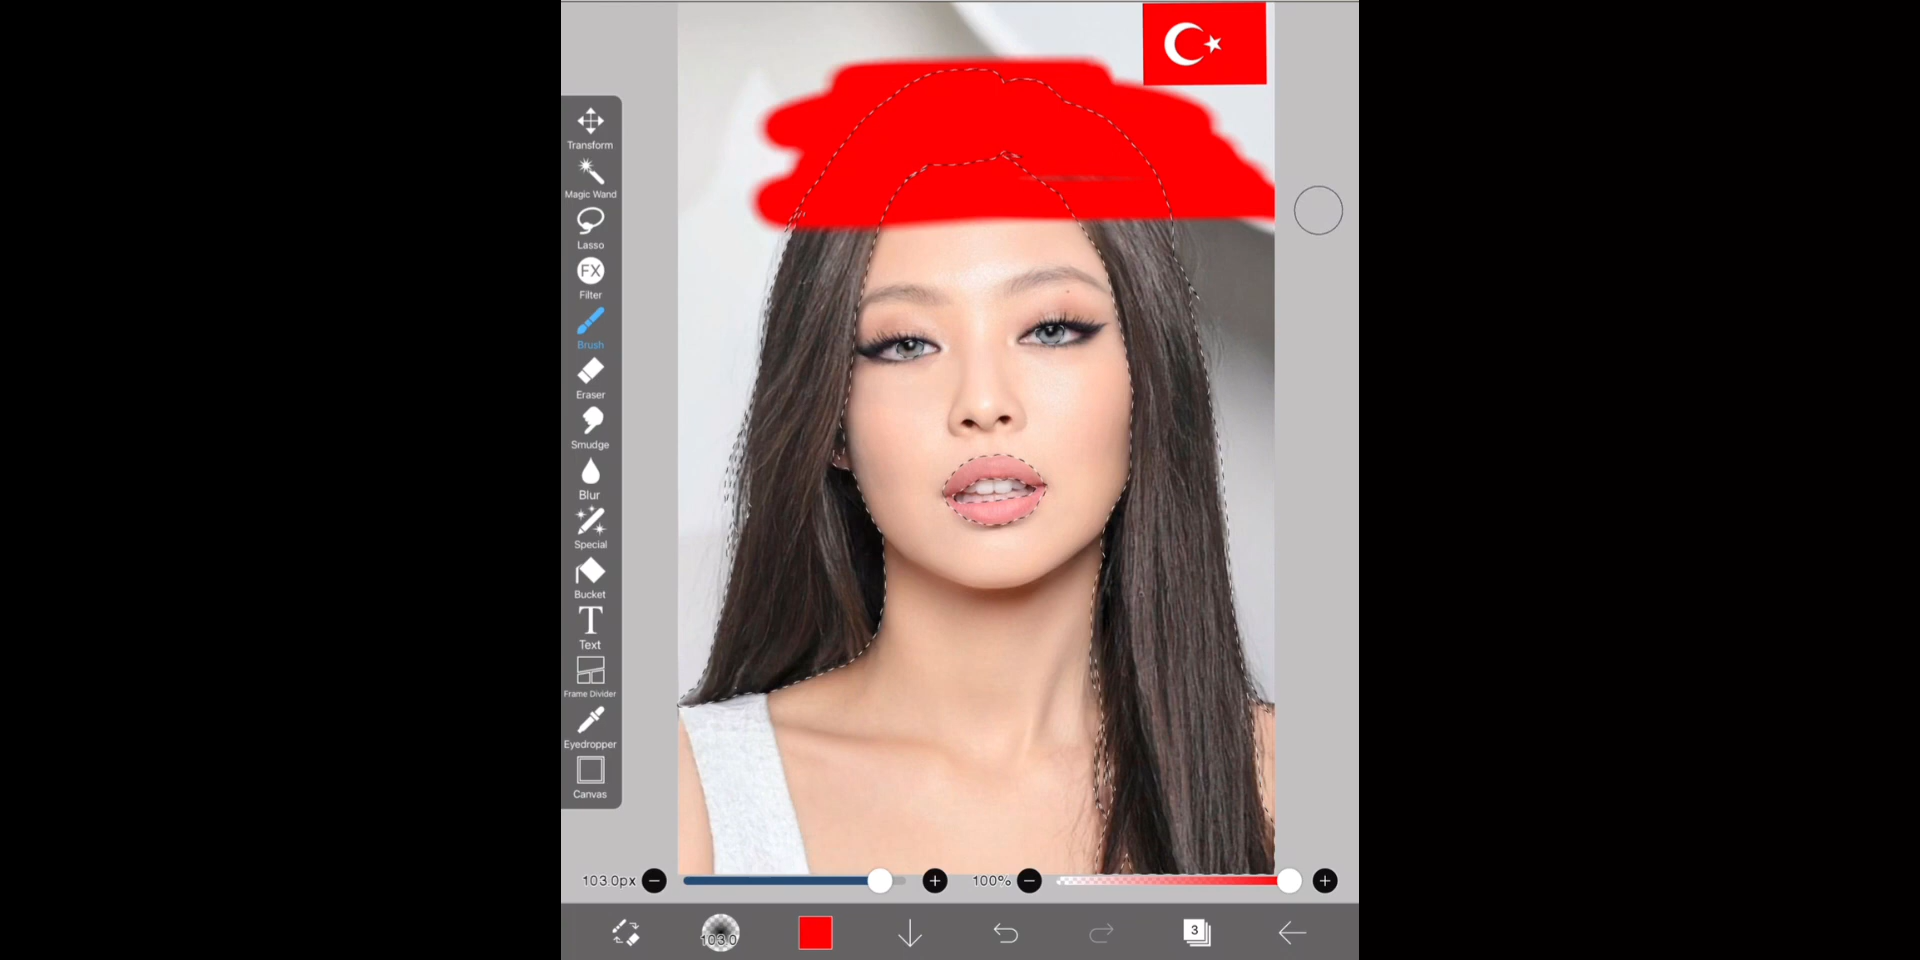 Transform
Magic Wand
Lasso
FX
Filter
Brush
Eraser
Smudge
Blur
Special
Bucket
T
Text
Frame Divider
Eyedropper
Canvas
103.0px
100%
103.0
3